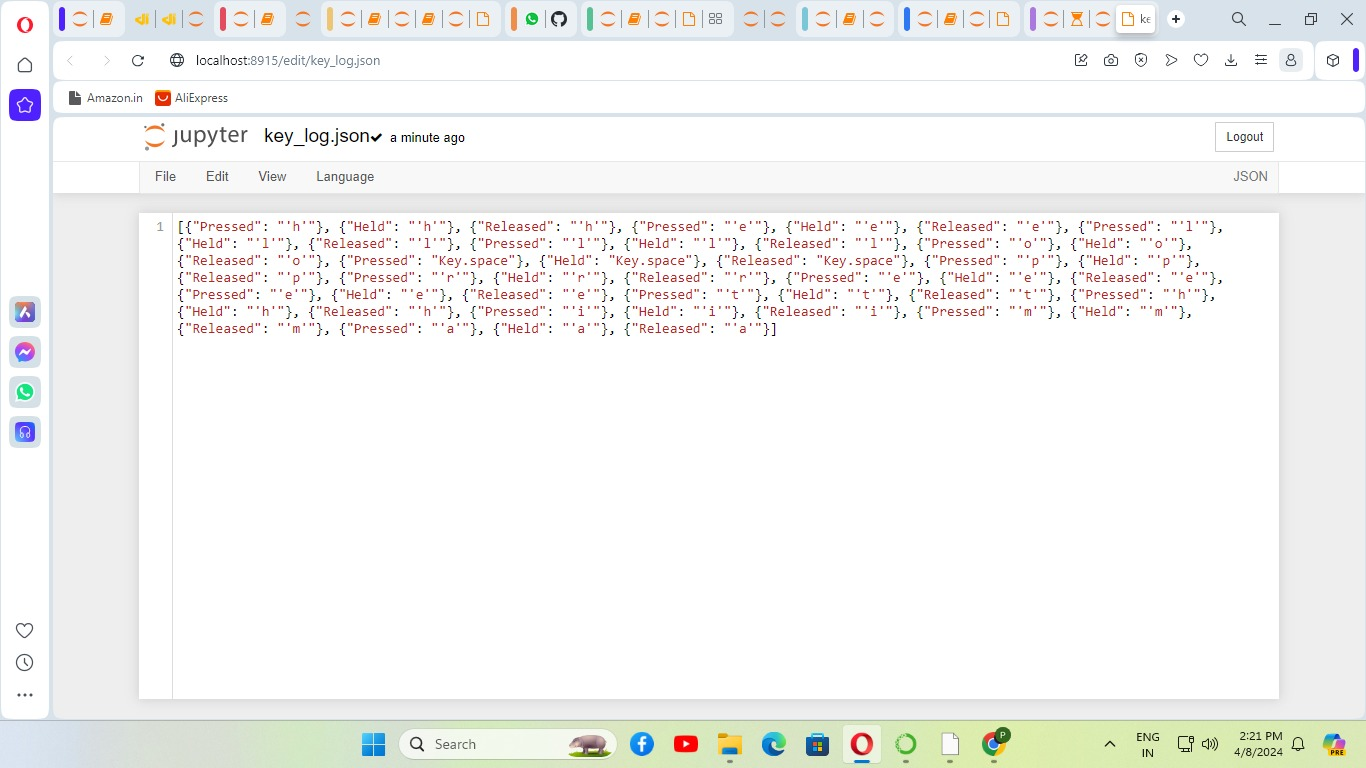 ke
localhost:8915/edit/key_log.json
Amazon.in AliExpress
jupyter key_log.json a minute ago Logout
File Edit View Language JSON
1 [{"Pressed": "'h'"}, {"Held": "'h'"}, {"Released": "'h'"}, {"Pressed": "'e'"}, {"Held": "'e'"}, {"Released": "'e'"}, {"Pressed": "'l'"},
{"Held": "'l'"}, {"Released": "'l'"}, {"Pressed": "'l'"}, {"Held": "'l'"}, {"Released": "'l'"}, {"Pressed": "'o'"}, {"Held": "'o'"},
{"Released": "'o'"}, {"Pressed": "Key.space"}, {"Held": "Key.space"}, {"Released": "Key.space"}, {"Pressed": "'p'"}, {"Held": "'p'"},
{"Released": "'p'"}, {"Pressed": "'r'"}, {"Held": "'r'"}, {"Released": "'r'"}, {"Pressed": "'e'"}, {"Held": "'e'"}, {"Released": "'e'"},
{"Pressed": "'e'"}, {"Held": "'e'"}, {"Released": "'e'"}, {"Pressed": "'t'"}, {"Held": "'t'"}, {"Released": "'t'"}, {"Pressed": "'h'"},
{"Held": "'h'"}, {"Released": "'h'"}, {"Pressed": "'i'"}, {"Held": "'i'"}, {"Released": "'i'"}, {"Pressed": "'m'"}, {"Held": "'m'"},
{"Released": "'m'"}, {"Pressed": "'a'"}, {"Held": "'a'"}, {"Released": "'a'"}]
Search
ENG
IN
2:21 PM
4/8/2024
P
PRE